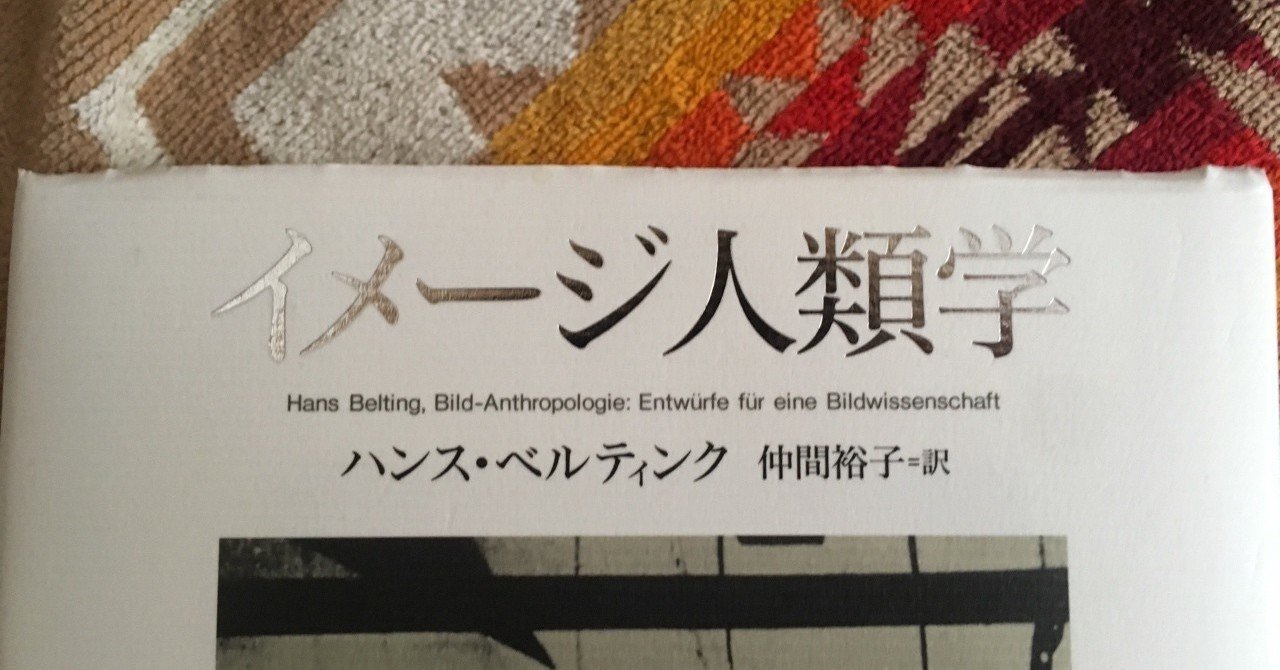 イメージ人類学
Hans Belting, Bild-Anthropologie: Entwürfe für eine Bildwissenschaft
ハンス・ベルティンク 仲間裕子=訳